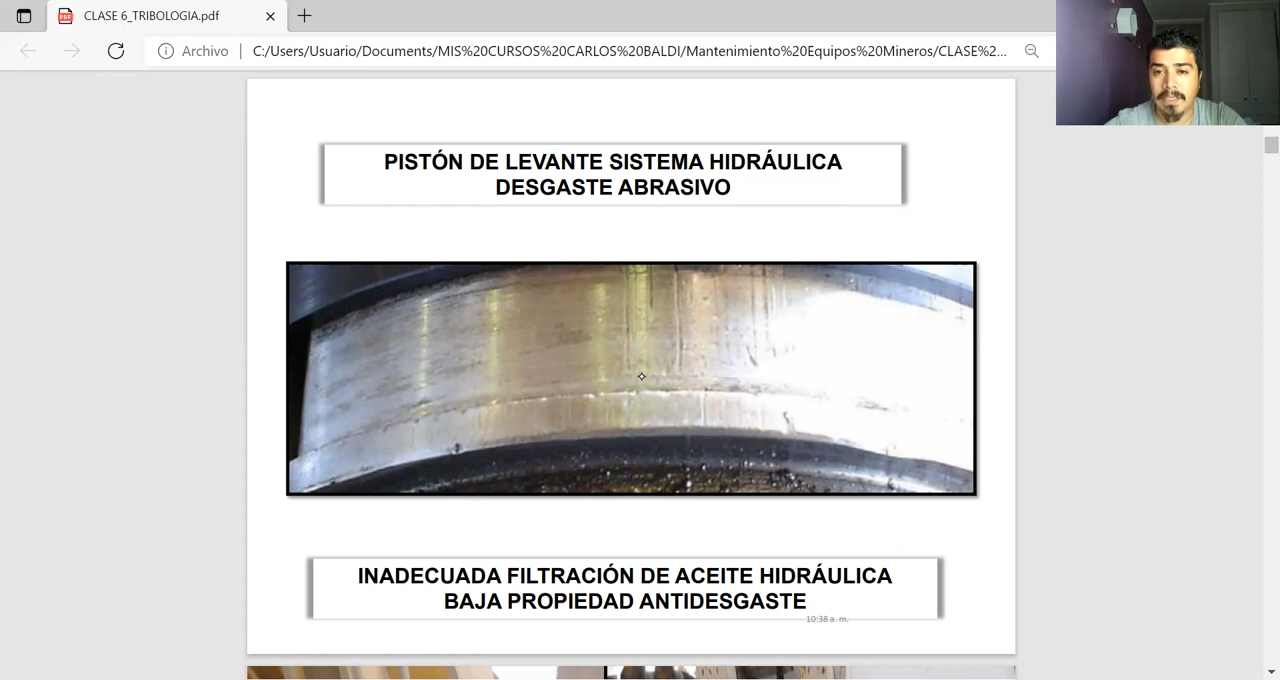 CLASE 6_TRIBOLOGIA.pdf
Archivo
C:/Users/Usuario/Documents/MIS%20CURSOS%20CARLOS%20BALDI/Mantenimiento%20Equipos%20Mineros/CLASE%2...
PISTÓN DE LEVANTE SISTEMA HIDRÁULICA
DESGASTE ABRASIVO
INADECUADA FILTRACIÓN DE ACEITE HIDRÁULICA
BAJA PROPIEDAD ANTIDESGASTE
10:38 a. m.